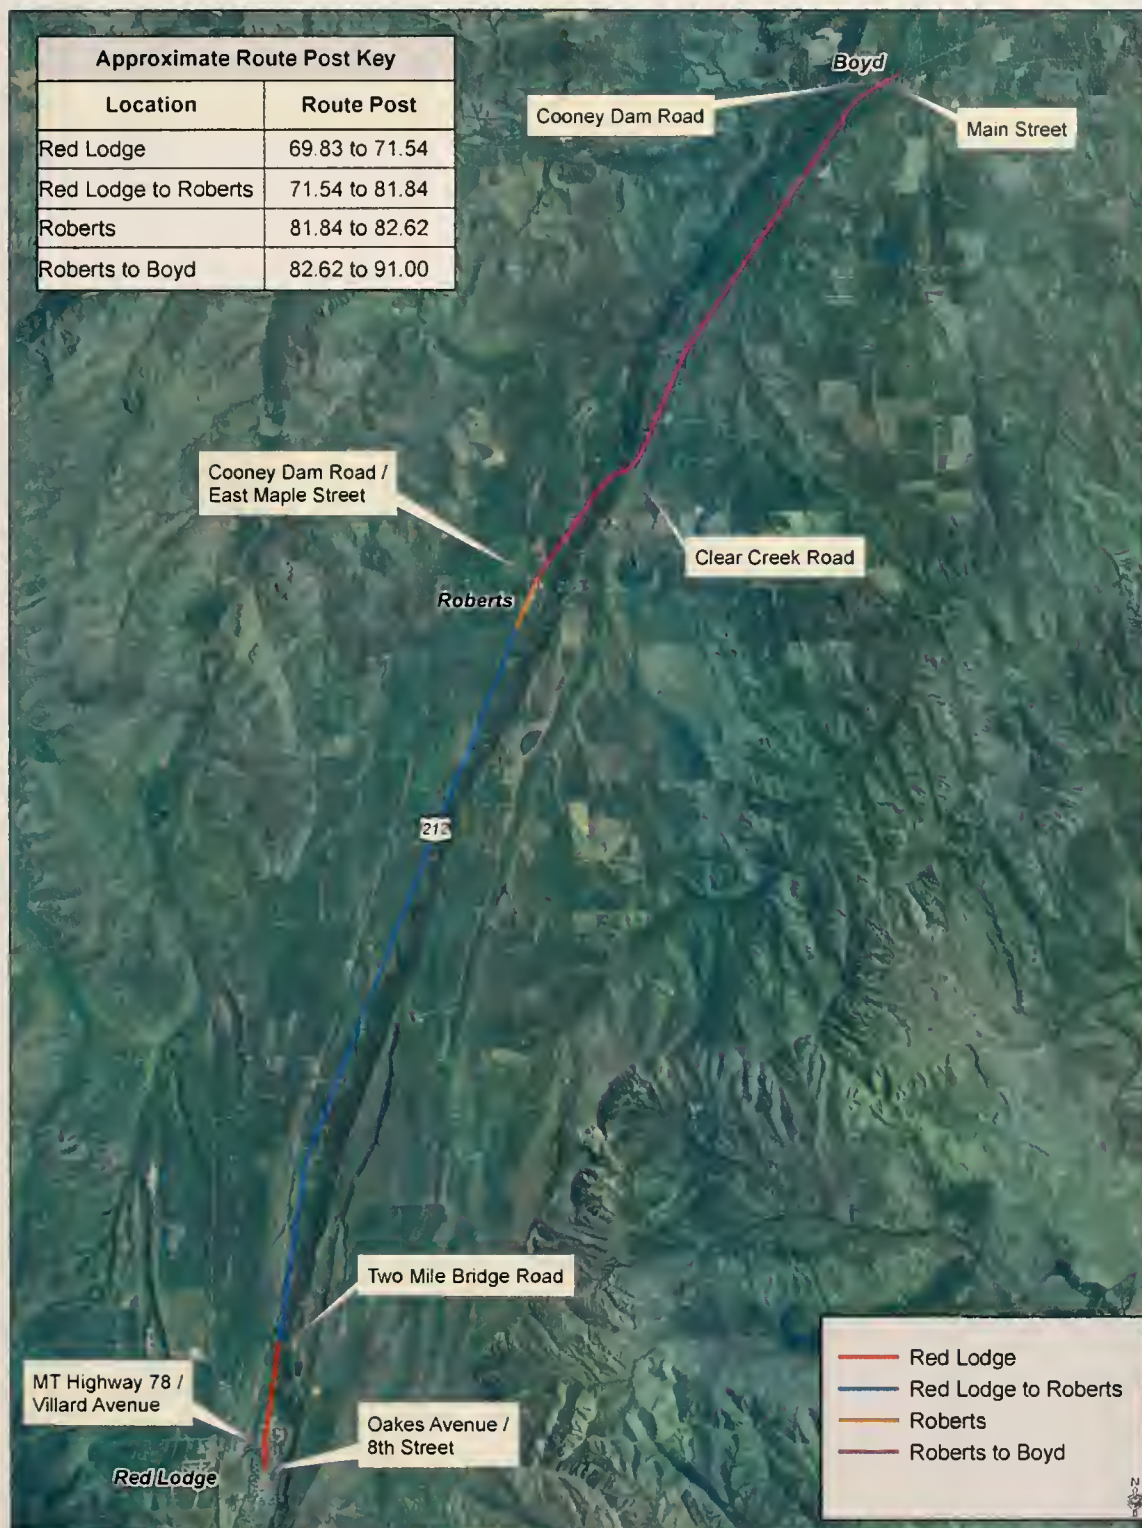 Approximate Route Post Key
Location Route Post
Red Lodge 69.83 to 71.54
Red Lodge to Roberts 71.54 to 81.84
Roberts 81.84 to 82.62
Roberts to Boyd 82.62 to 91.00
Boyd
Cooney Dam Road
Main Street
Cooney Dam Road /
East Maple Street
Clear Creek Road
Roberts
212
Two Mile Bridge Road
MT Highway 78 /
Villard Avenue
Oakes Avenue /
8th Street
Red Lodge
Red Lodge
Red Lodge to Roberts
Roberts
Roberts to Boyd
N